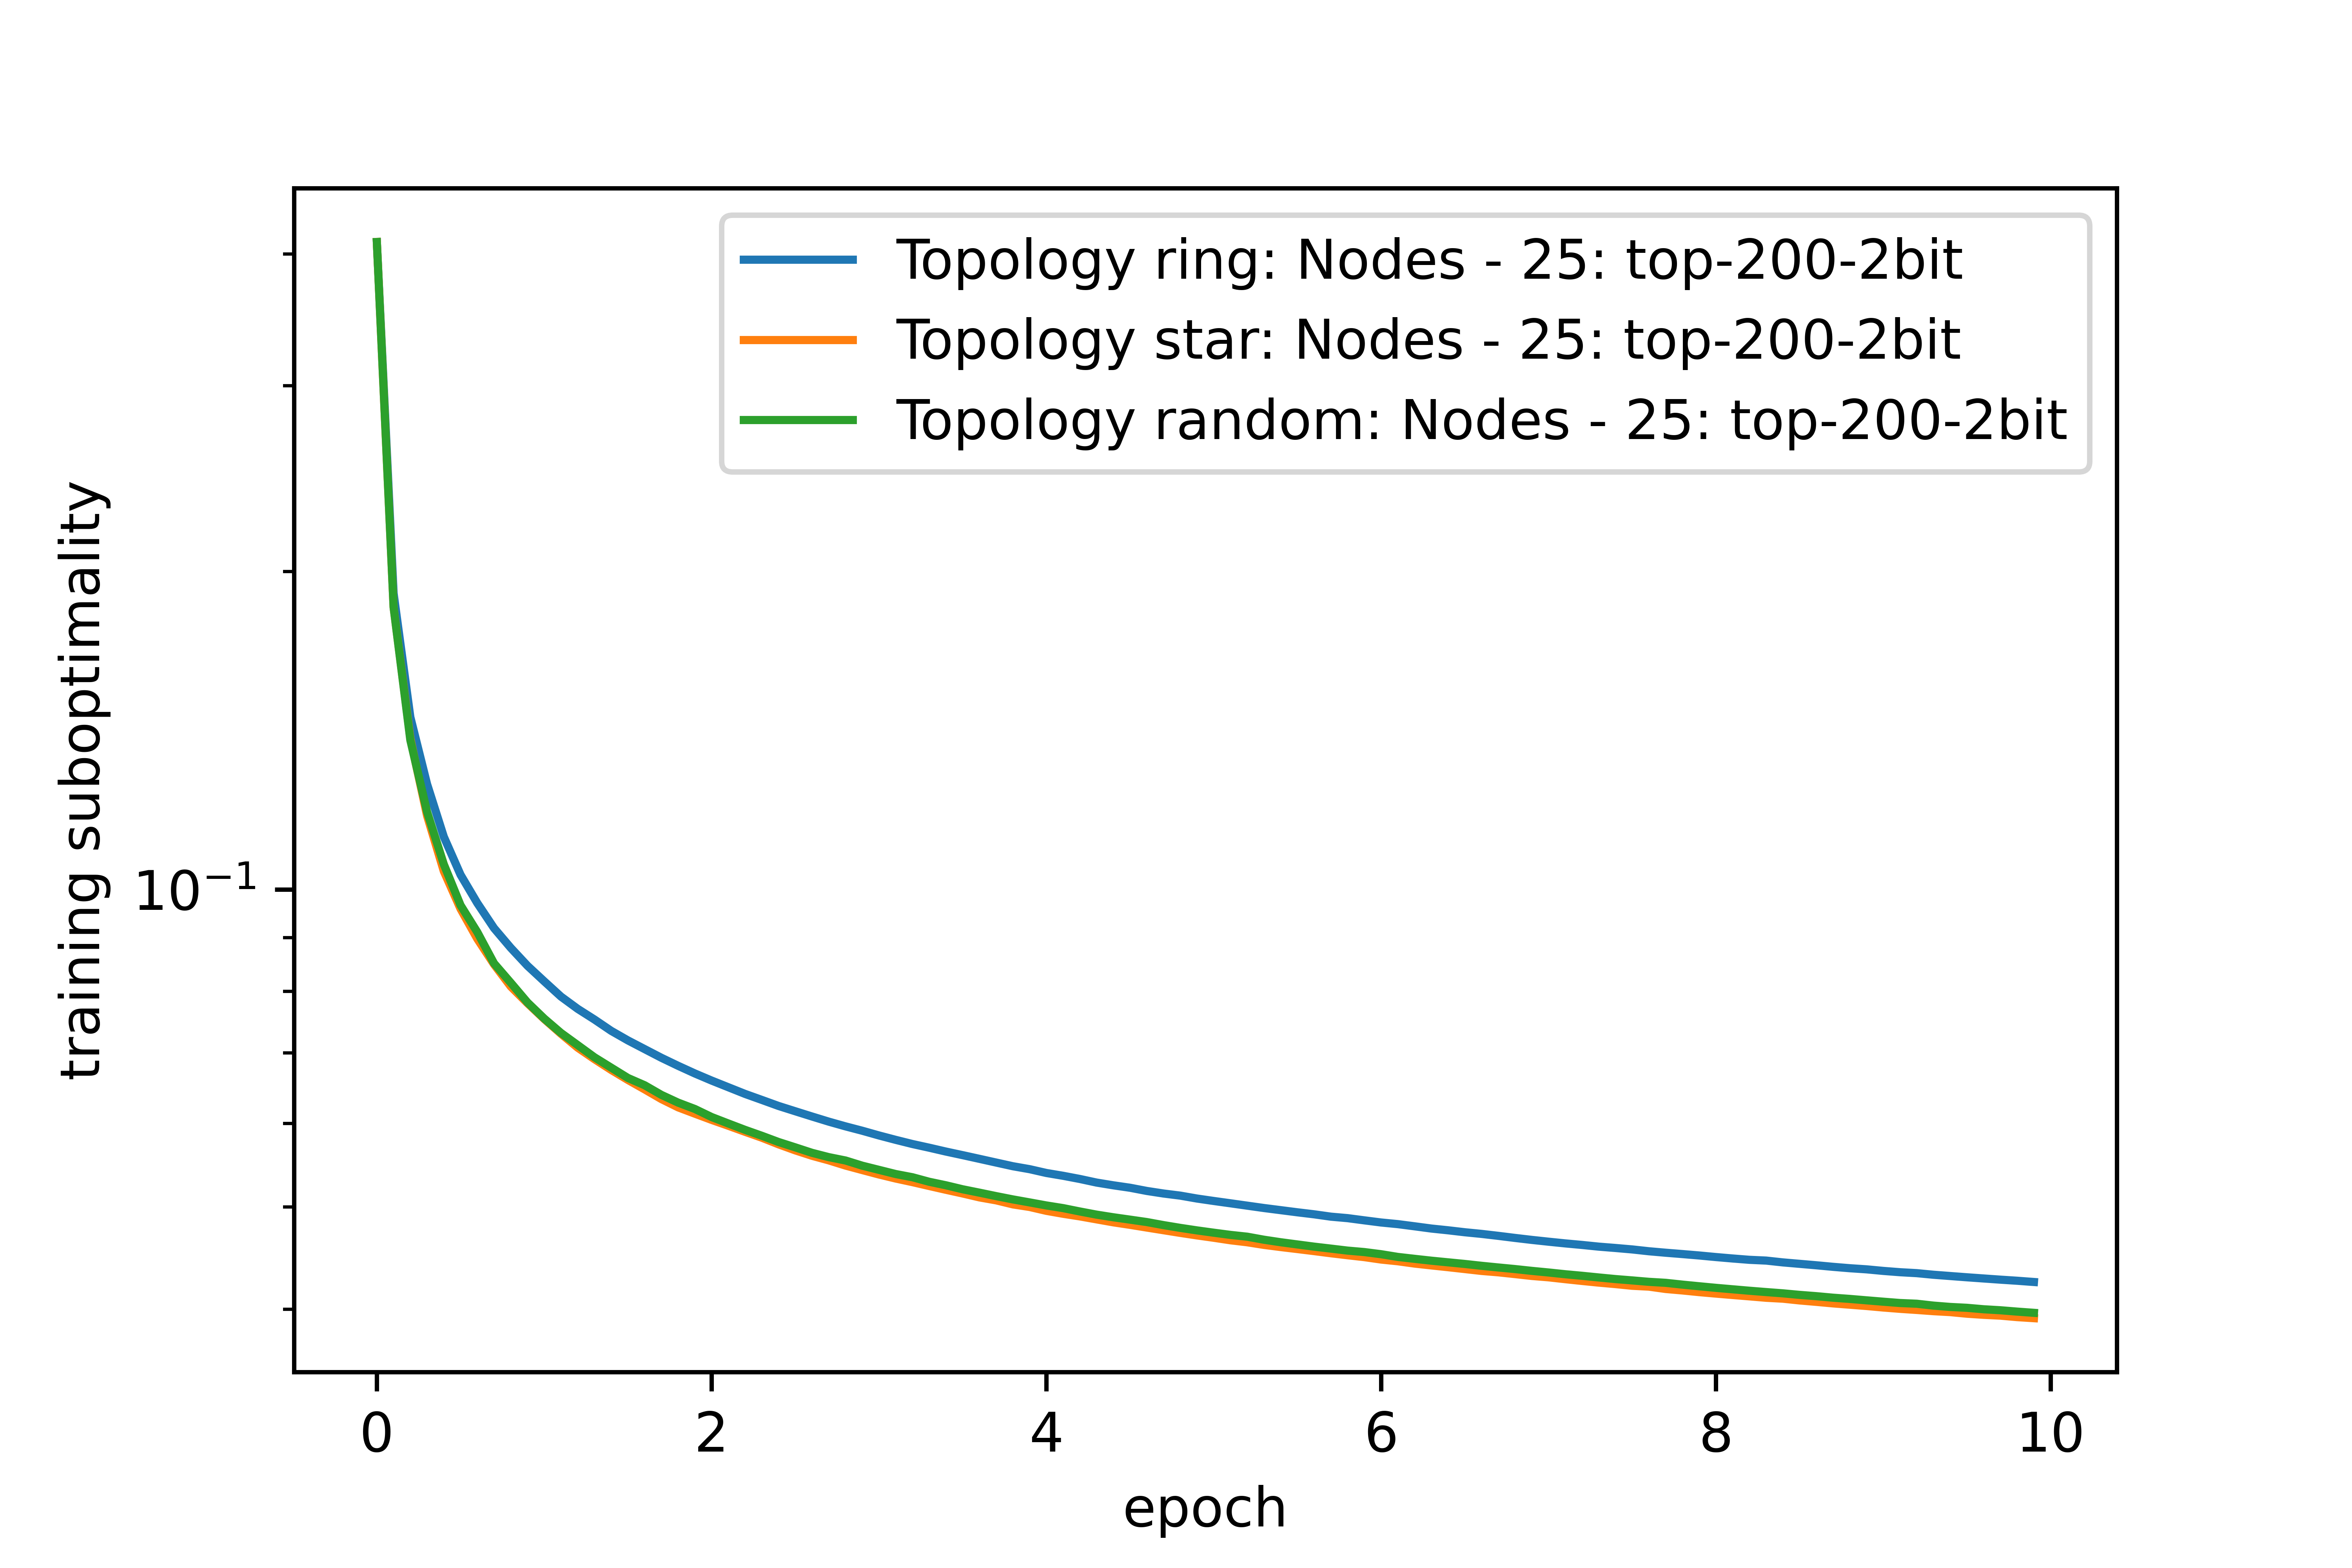 Topology ring: Nodes - 25: top-200-2bit
Topology star: Nodes - 25: top-200-2bit
Topology random: Nodes - 25: top-200-2bit
training suboptimality
10⁻¹
0 2 4 6 8 10
epoch